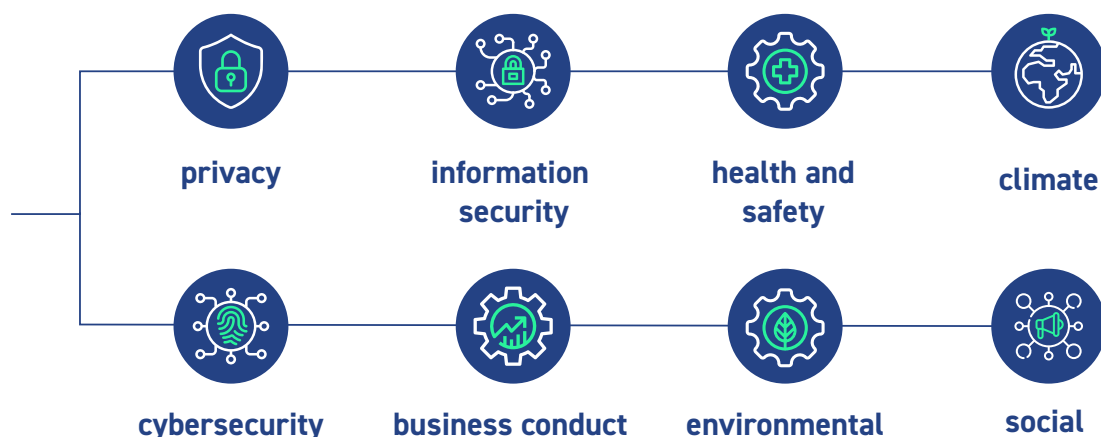 privacy
information
security
health and
safety
climate
cybersecurity
business conduct
environmental
social